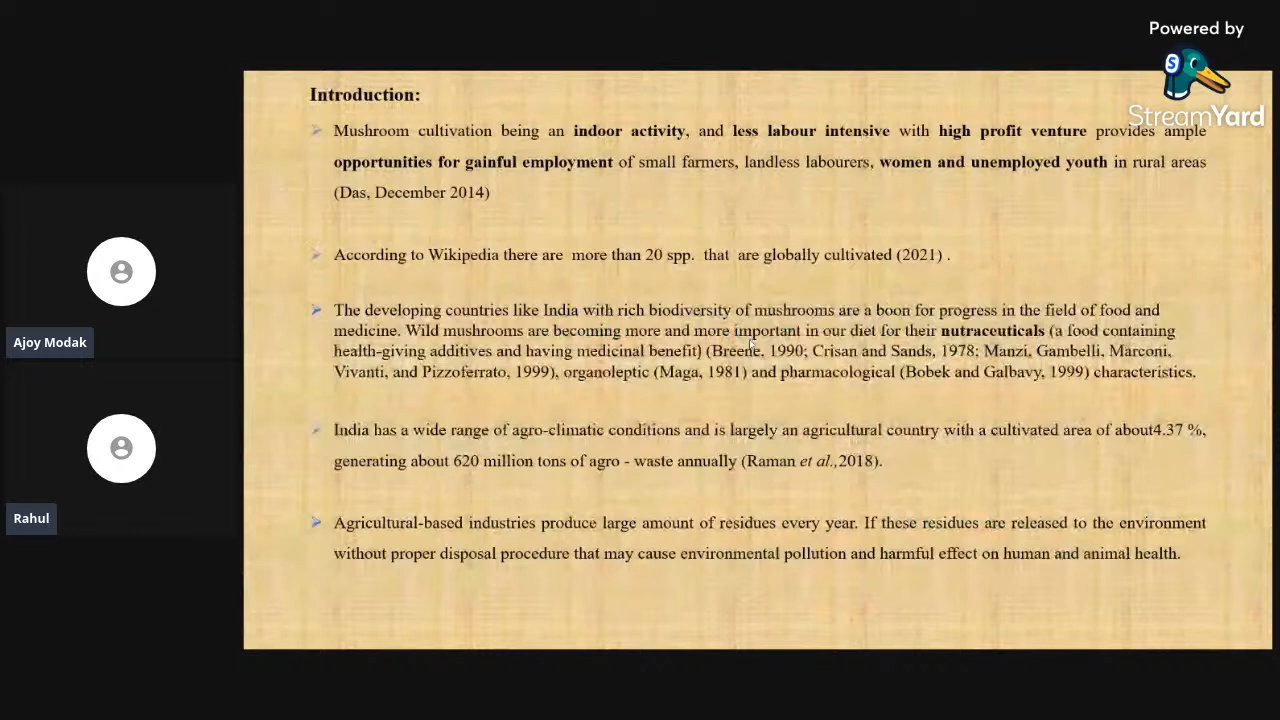 Powered by
StreamYard
Introduction:
Mushroom cultivation being an indoor activity, and less labour intensive with high profit venture provides ample
opportunities for gainful employment of small farmers, landless labourers, women and unemployed youth in rural areas
(Das, December 2014)
According to Wikipedia there are more than 20 spp. that are globally cultivated (2021) .
The developing countries like India with rich biodiversity of mushrooms are a boon for progress in the field of food and
medicine. Wild mushrooms are becoming more and more important in our diet for their nutraceuticals (a food containing
health-giving additives and having medicinal benefit) (Breene, 1990; Crisan and Sands, 1978; Manzi, Gambelli, Marconi,
Vivanti, and Pizzoferrato, 1999), organoleptic (Maga, 1981) and pharmacological (Bobek and Galbavy, 1999) characteristics.
India has a wide range of agro-climatic conditions and is largely an agricultural country with a cultivated area of about4.37 %,
generating about 620 million tons of agro - waste annually (Raman et al.,2018).
Agricultural-based industries produce large amount of residues every year. If these residues are released to the environment
without proper disposal procedure that may cause environmental pollution and harmful effect on human and animal health.
Ajoy Modak
Rahul